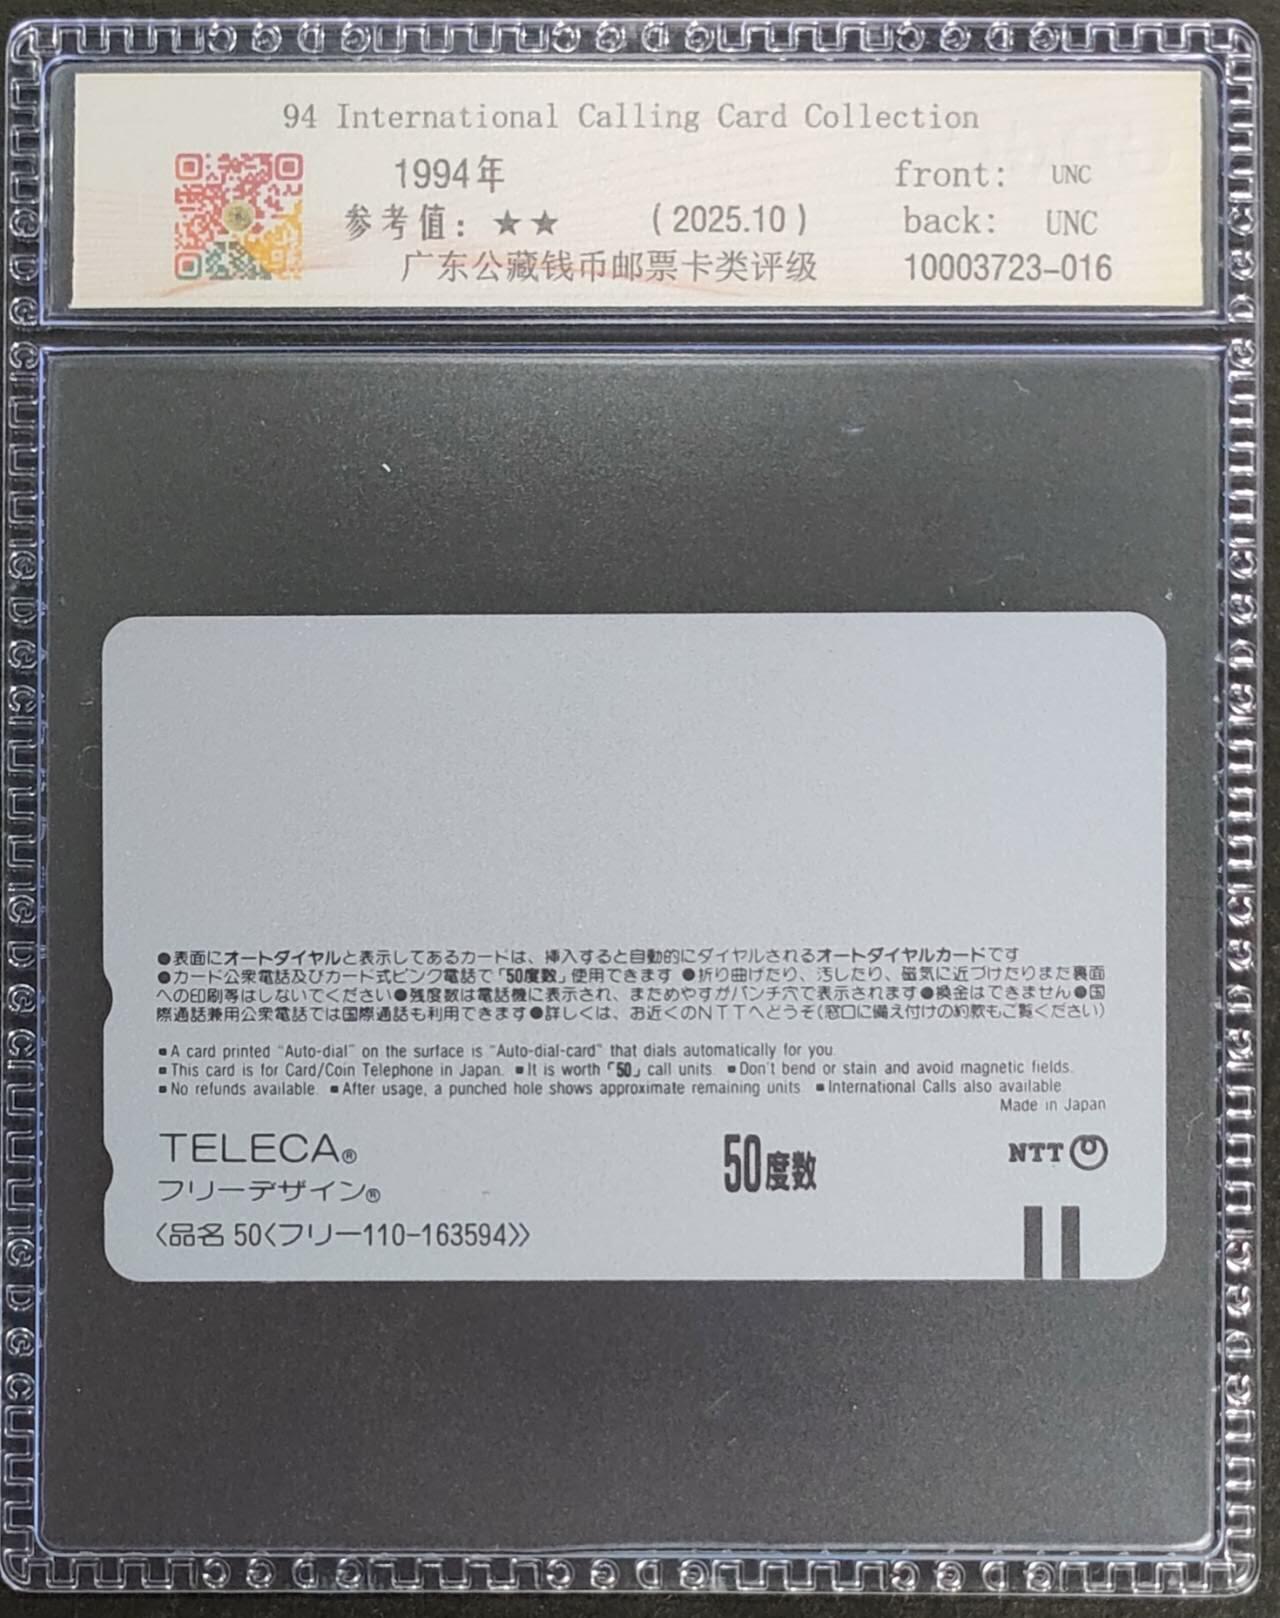 94 International Calling Card Collection
1994年
front: UNC
参考值: ★★ (2025.10)
back: UNC
广东公藏钱币邮票卡类评级
10003723-016
●表面にオートダイヤルと表示してあるカードは、挿入すると自動的にダイヤルされるオートダイヤルカードです
●カード公衆電話及びカード式ピンク電話で「50度数」使用できます ●折り曲げたり、汚したり、磁気に近づけたりまた裏面
への印刷等はしないでください●残度数は電話機に表示され、まためやすがパンチ穴で表示されます●換金はできません●国
際通話兼用公衆電話では国際通話も利用できます●詳しくは、お近くのNTTへどうぞ(窓口に備え付けの約款もご覧ください)
▪A card printed "Auto-dial" on the surface is "Auto-dial-card" that dials automatically for you.
▪This card is for Card/Coin Telephone in Japan. ▪It is worth「50」call units. ▪Don't bend or stain and avoid magnetic fields.
▪No refunds available. ▪After usage, a punched hole shows approximate remaining units. ▪International Calls also available.
Made in Japan
TELECA®
フリーデザイン®
50度数
NTT
〈品名 50〈フリー110-163594〉〉